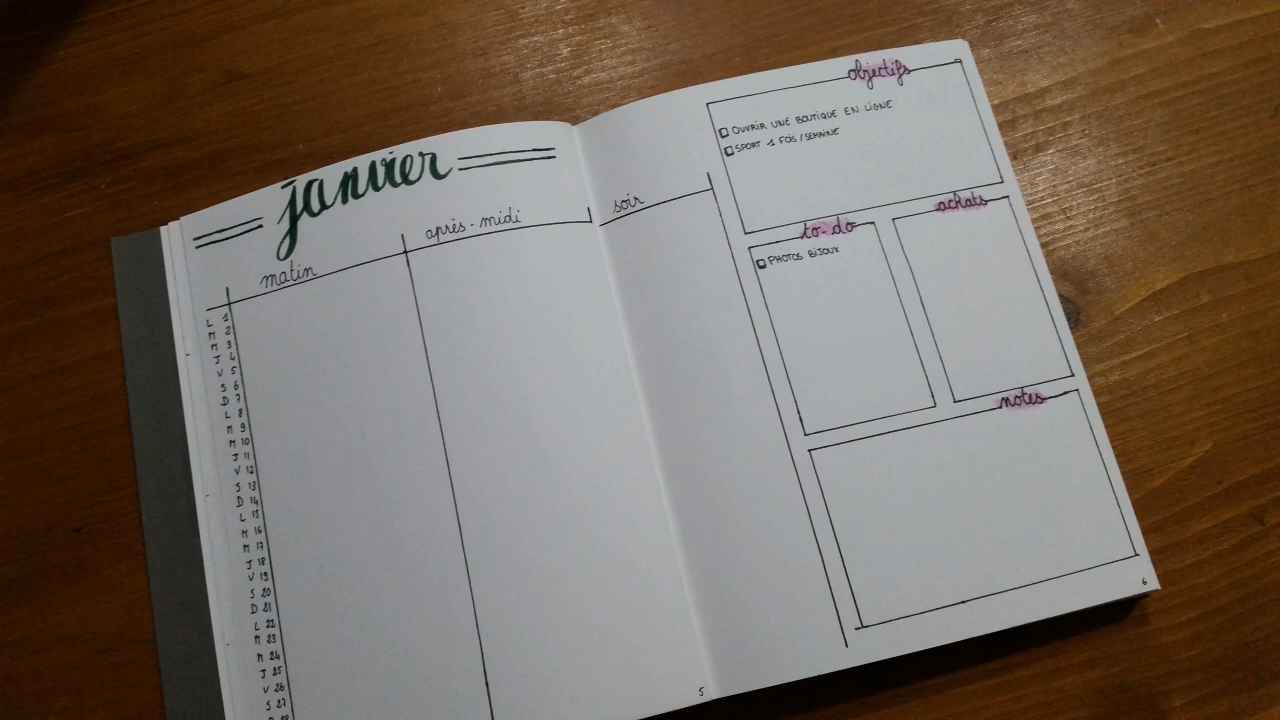 janvier
matin
après-midi
soir
L 1
M 2
M 3
J 4
V 5
S 6
D 7
L 8
M 9
M 10
J 11
V 12
S 13
D 14
L 15
M 16
M 17
J 18
V 19
S 20
D 21
L 22
M 23
M 24
J 25
V 26
S 27
5
objectifs
OUVRIR UNE BOUTIQUE EN LIGNE
SPORT 1 FOIS / SEMAINE
to-do
PHOTOS BIJOUX
achats
notes
6